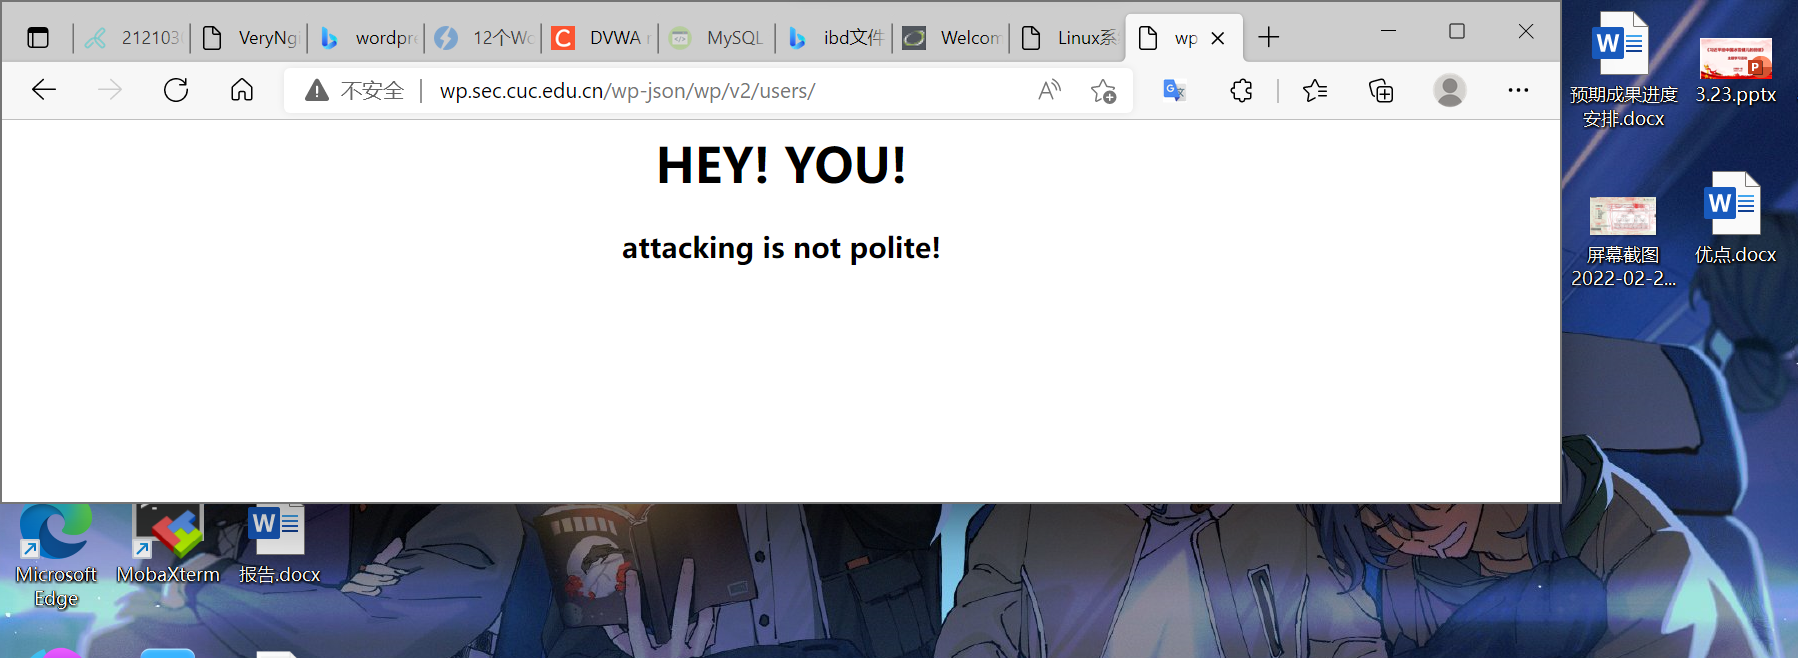 212103
VeryNgi
wordpre
12个Wo
DVWA
MySQL
ibd文件
Welcom
Linux系
wp
不安全
wp.sec.cuc.edu.cn/wp-json/wp/v2/users/
HEY! YOU!
attacking is not polite!
预期成果进度
安排.docx
3.23.pptx
屏幕截图
2022-02-2...
优点.docx
Microsoft
Edge
MobaXterm
报告.docx